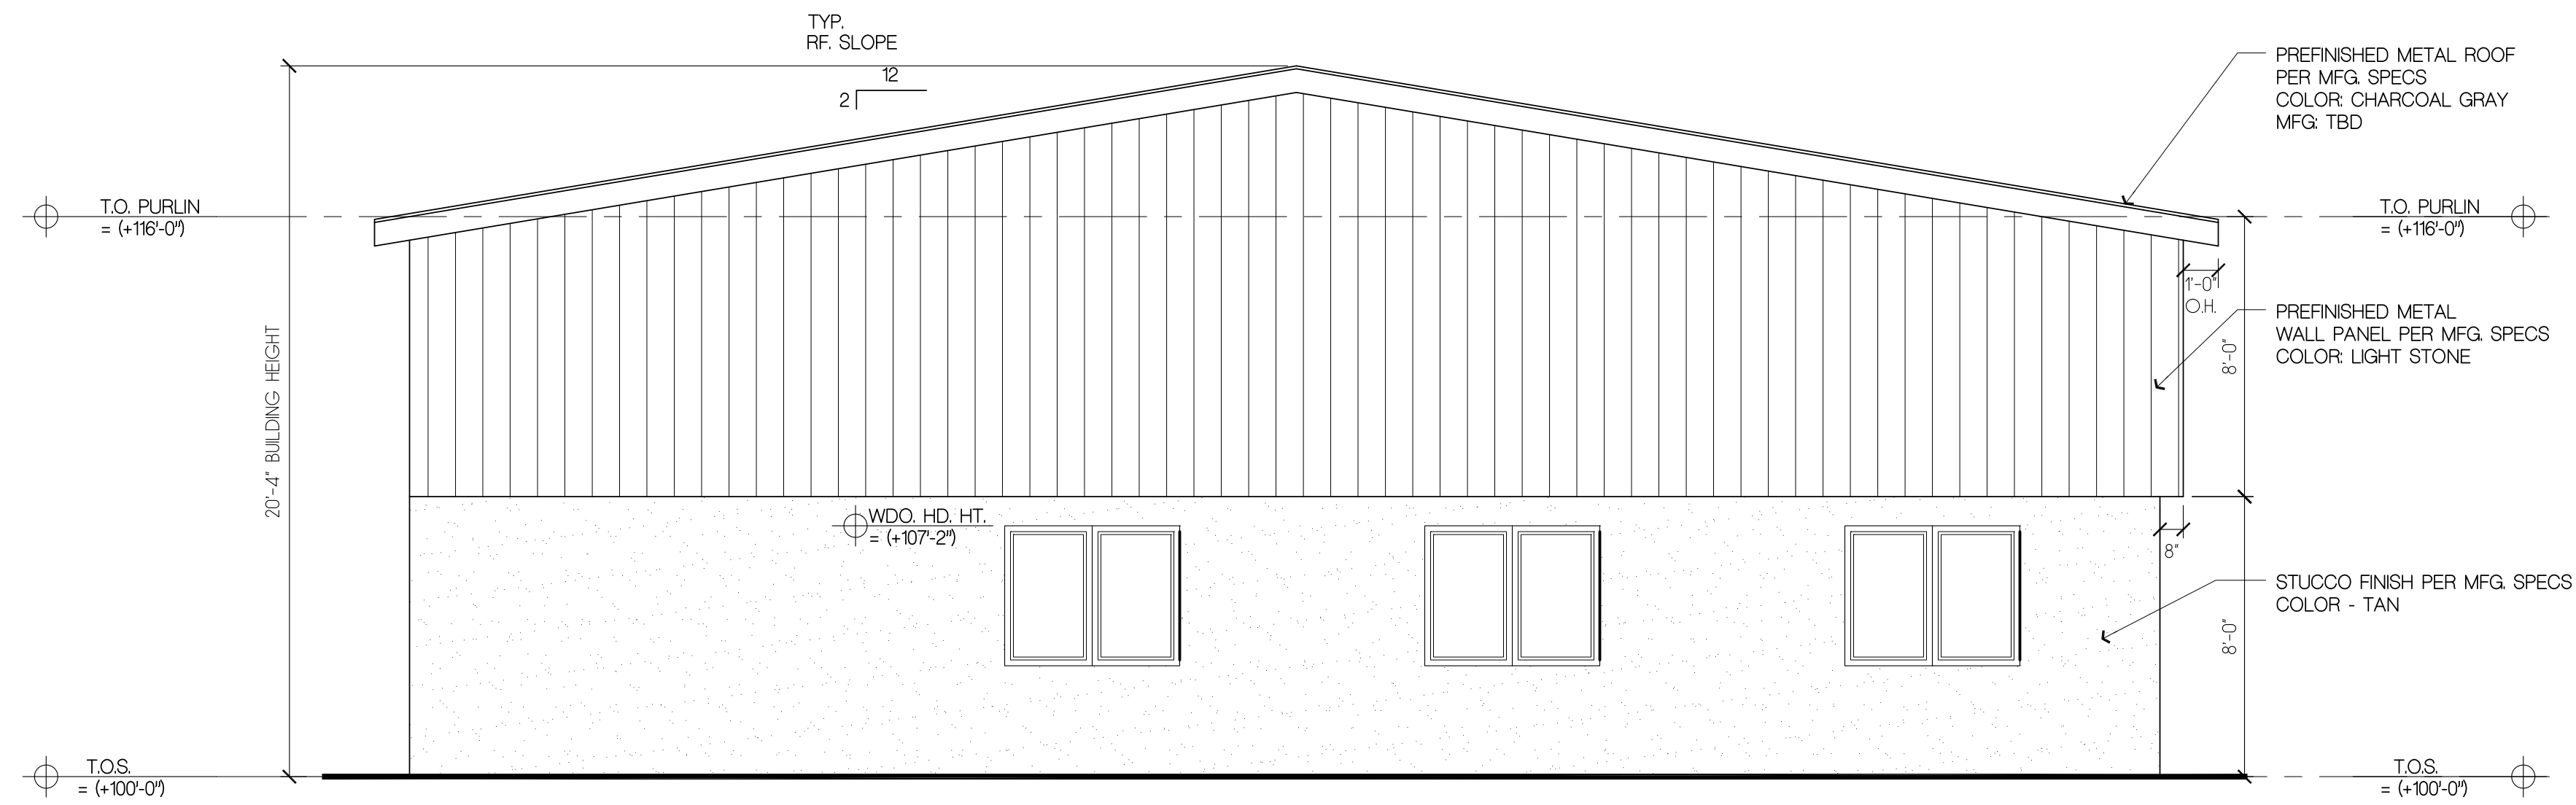 TYP.
RF. SLOPE
12
2
PREFINISHED METAL ROOF
PER MFG. SPECS
COLOR: CHARCOAL GRAY
MFG: TBD
T.O. PURLIN
= (+116'-0")
T.O. PURLIN
= (+116'-0")
1'-0"
O.H.
PREFINISHED METAL
WALL PANEL PER MFG. SPECS
COLOR: LIGHT STONE
8'-0"
20'-4" BUILDING HEIGHT
WDO. HD. HT.
= (+107'-2")
8"
STUCCO FINISH PER MFG. SPECS
COLOR - TAN
8'-0"
T.O.S.
= (+100'-0")
T.O.S.
= (+100'-0")